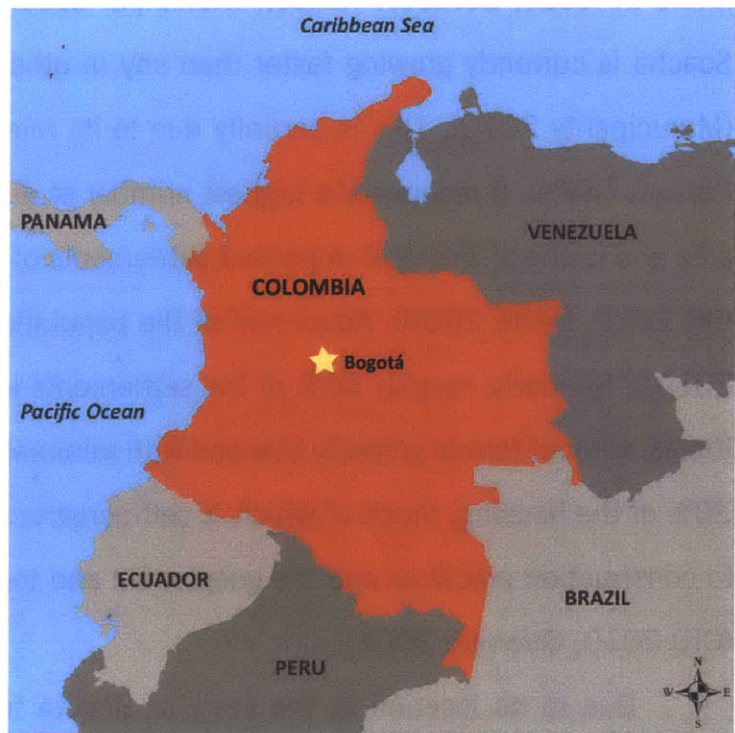 Caribbean Sea
PANAMA
VENEZUELA
COLOMBIA
Bogotá
Pacific Ocean
ECUADOR
BRAZIL
PERU
N
W E
S